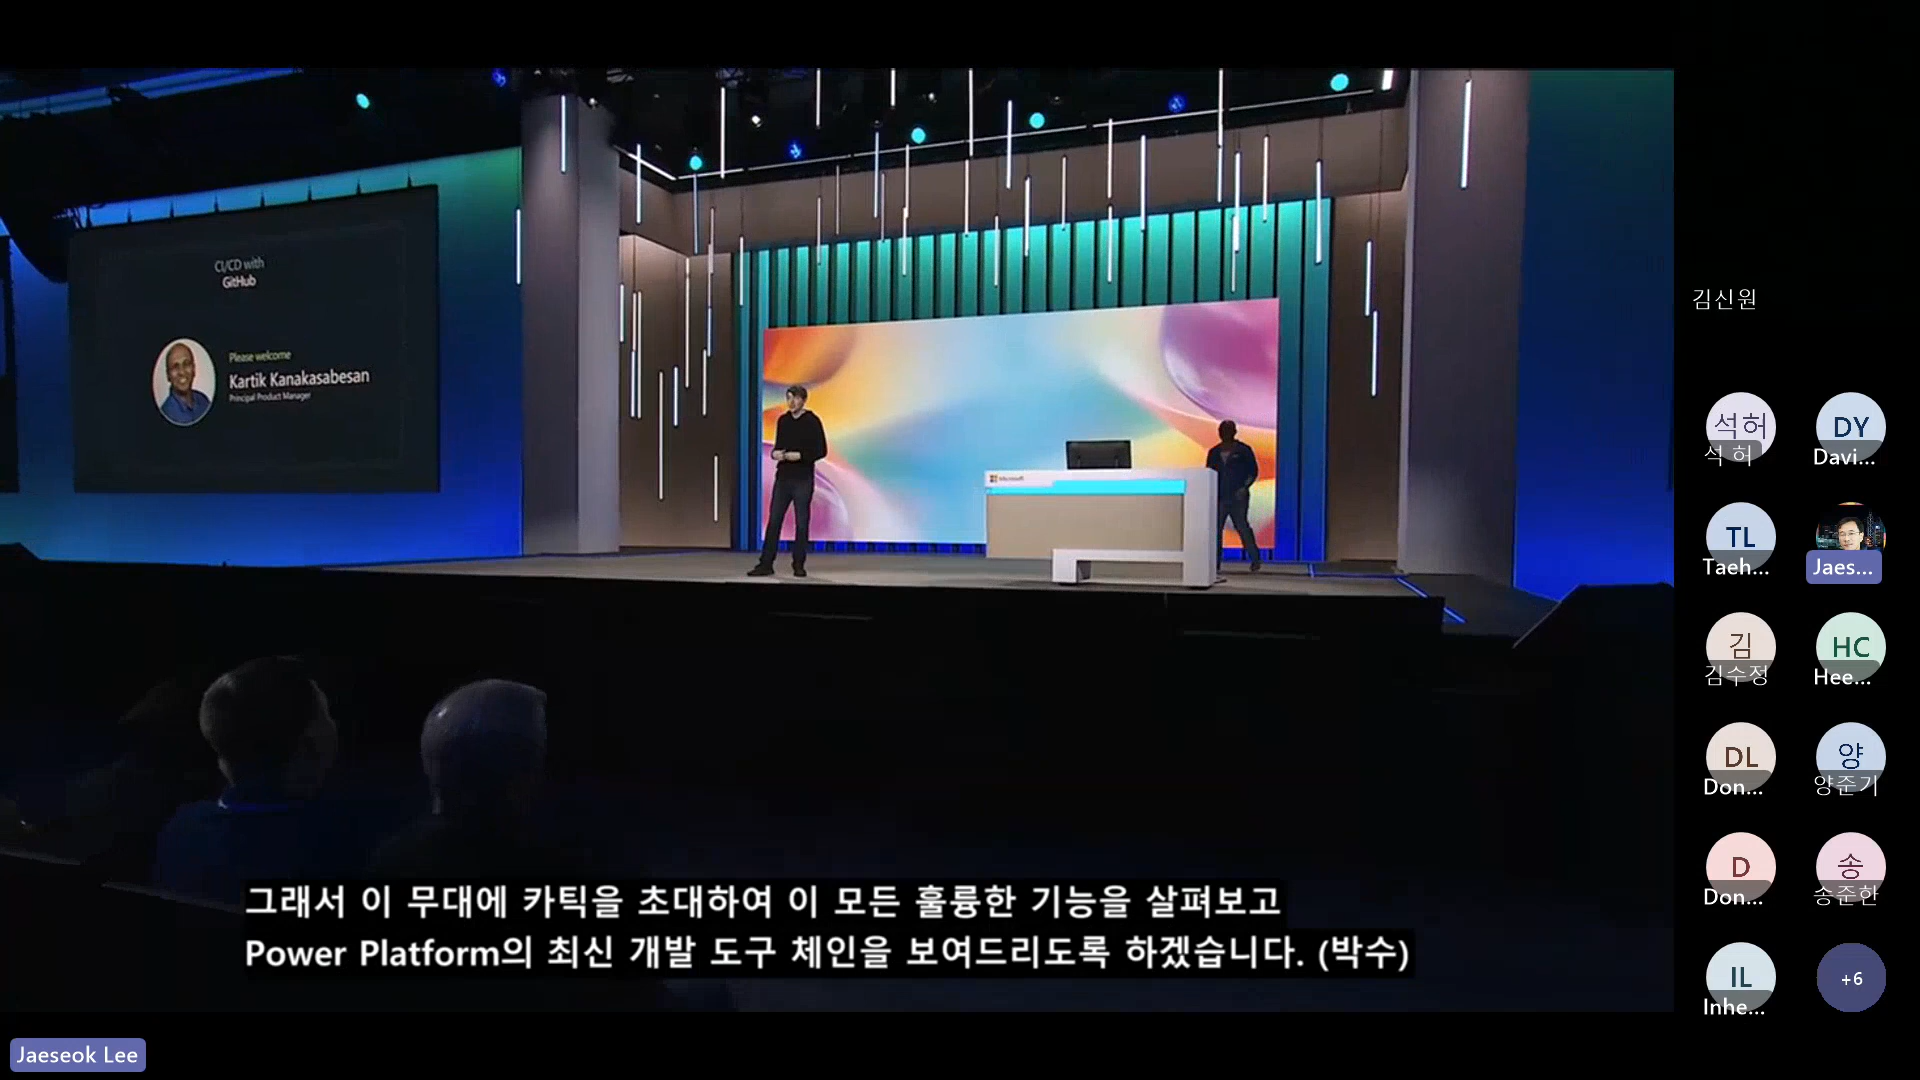 CI/CD with
GitHub
Please welcome
Kartik Kanakasabesan
Principal Product Manager
Microsoft
그래서 이 무대에 카틱을 초대하여 이 모든 훌륭한 기능을 살펴보고
Power Platform의 최신 개발 도구 체인을 보여드리도록 하겠습니다. (박수)
Jaeseok Lee
김신원
석허
석 허
DY
Davi...
TL
Taeh...
Jaes...
김
김수정
HC
Hee...
DL
Don...
양
양준기
D
Don...
송
송준한
IL
Inhe...
+6